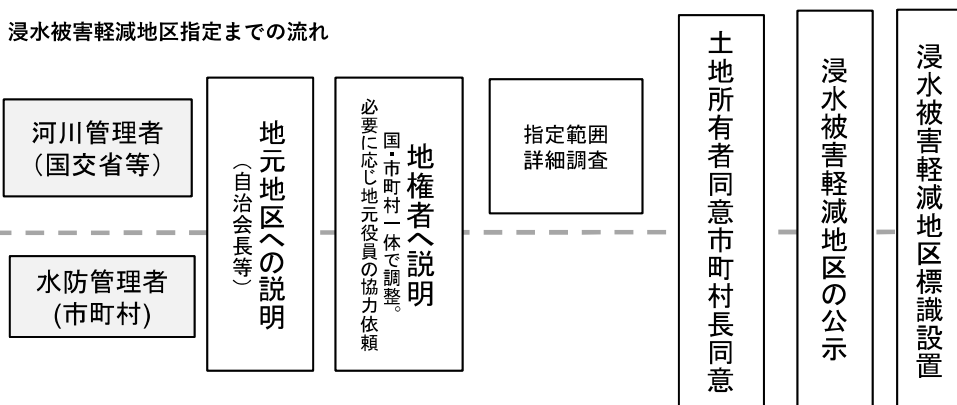 浸水被害軽減地区指定までの流れ
河川管理者
（国交省等）
水防管理者
(市町村)
地元地区への説明
（自治会長等）
地権者へ説明
国・市町村一体で調整。
必要に応じ地元役員の協力依頼
指定範囲
詳細調査
土地所有者同意市町村長同意
浸水被害軽減地区の公示
浸水被害軽減地区標識設置